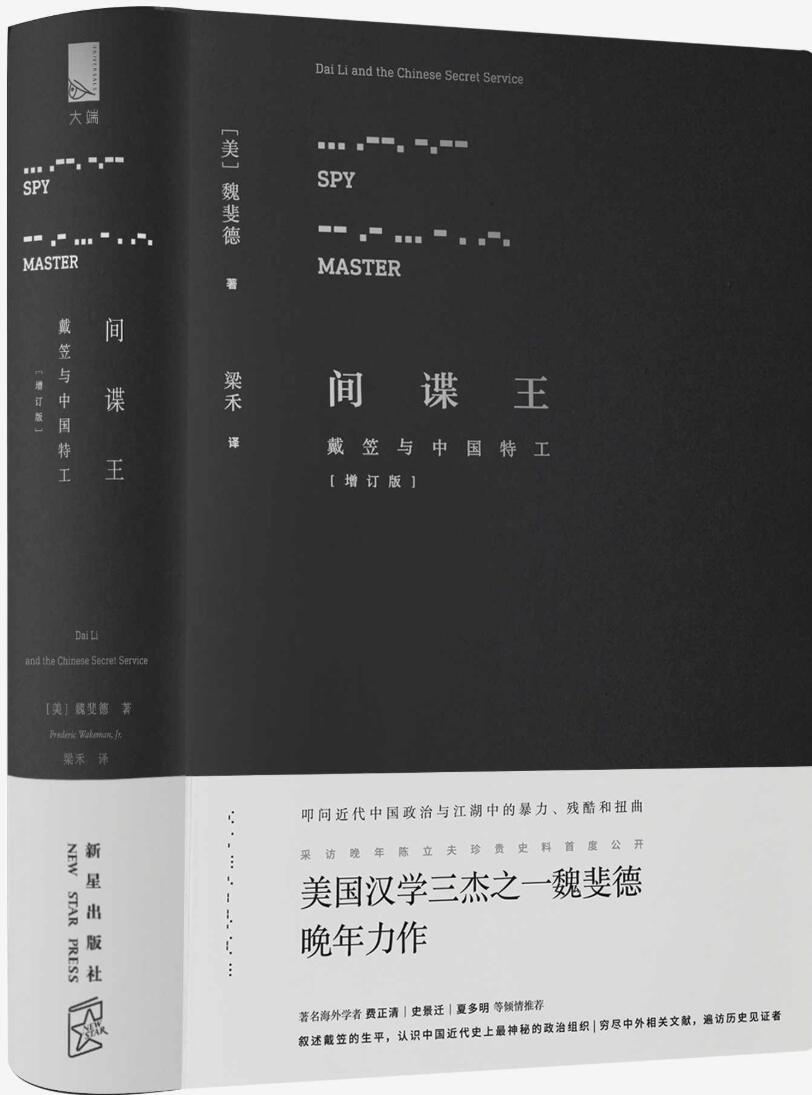 UNIVERSALS
大端
SPY
MASTER
间谍王
戴笠与中国特工
[增订版]
Dai Li
and the Chinese Secret Service
[美] 魏斐德 著
Frederic Wakeman, Jr.
梁禾 译
新星出版社
NEW STAR PRESS
NEW STAR
Dai Li and the Chinese Secret Service
[美] 魏斐德 著
梁禾 译
SPY
MASTER
间谍王
戴笠与中国特工
[增订版]
叩问近代中国政治与江湖中的暴力、残酷和扭曲
采访晚年陈立夫珍贵史料首度公开
美国汉学三杰之一魏斐德
晚年力作
著名海外学者 费正清|史景迁|夏多明 等倾情推荐
叙述戴笠的生平，认识中国近代史上最神秘的政治组织|穷尽中外相关文献，遍访历史见证者